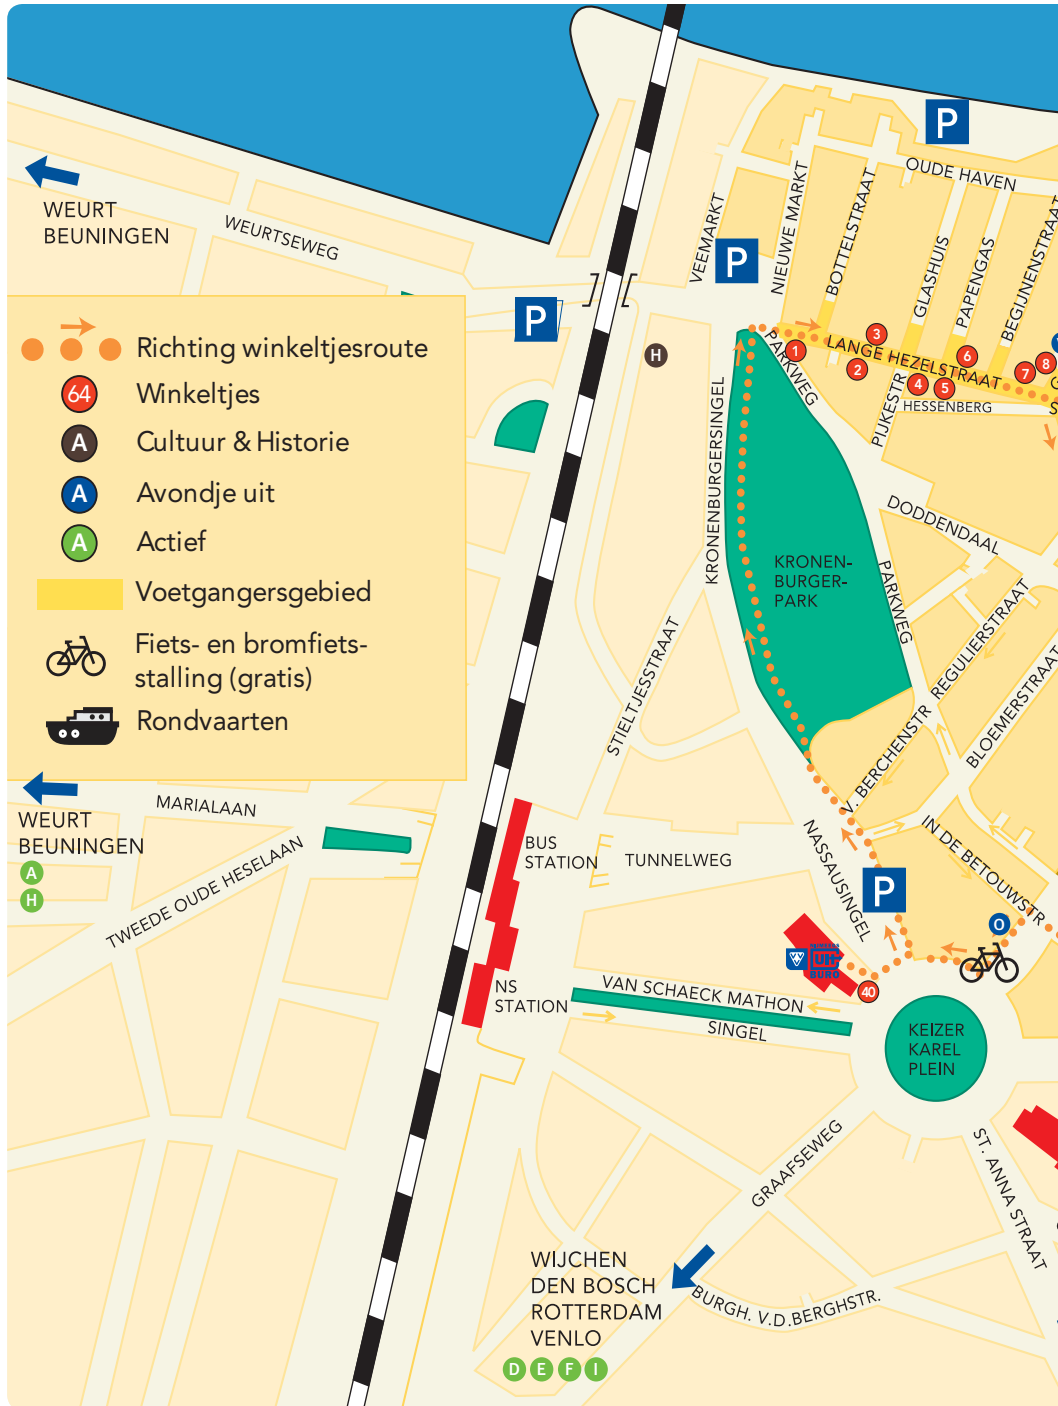 P
OUDE HAVEN
WEURT
BEUNINGEN
WEURTSEWEG
VEEMARKT
NIEUWE MARKT
BOTTELSTRAAT
GLASHUIS
PAPENGAS
BEGIJNENSTRAAT
P
P
H
1
2
3
4
5
6
7
8
LANGE HEZELSTRAAT
PIJKESTR
HESSENBERG
PARKWEG
KRONENBURGERSINGEL
Richting winkeltjesroute
64 Winkeltjes
A Cultuur & Historie
A Avondje uit
A Actief
Voetgangersgebied
Fiets- en bromfiets-
stalling (gratis)
Rondvaarten
DODDENDAAL
KRONEN-
BURGER-
PARK
PARKWEG
REGULIERSTRAAT
STIELTJESSTRAAT
V. BERCHENSTR
BLOEMERSTRAAT
MARIALAAN
WEURT
BEUNINGEN
A
H
TWEEDE OUDE HESELAAN
BUS
STATION
TUNNELWEG
NASSAUSINGEL
IN DE BETOUWSTR
P
O
UIT
BURO
40
NS
STATION
VAN SCHAECK MATHON
SINGEL
KEIZER
KAREL
PLEIN
GRAAFSEWEG
ST. ANNA STRAAT
WIJCHEN
DEN BOSCH
ROTTERDAM
VENLO
D E F I
BURGH. V.D.BERGHSTR.